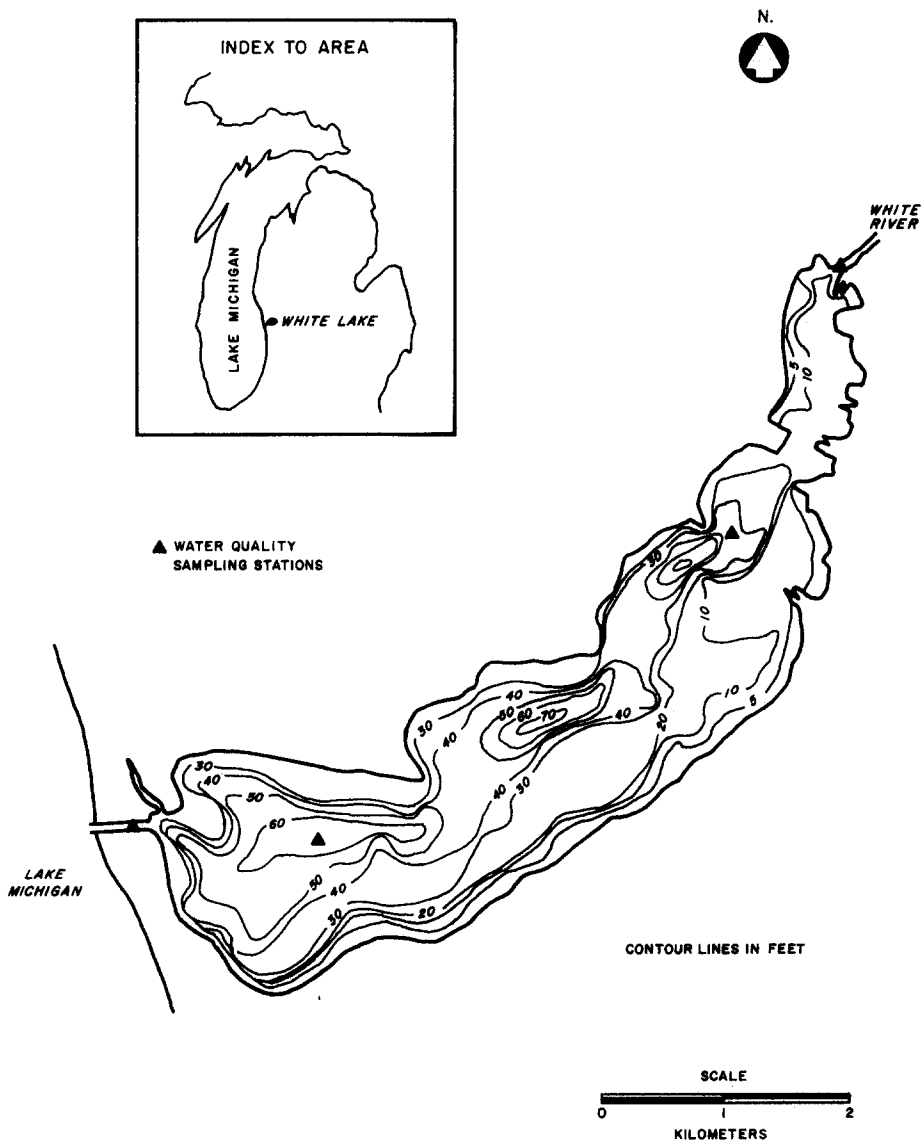 N.
INDEX TO AREA
LAKE MICHIGAN
WHITE LAKE
WHITE
RIVER
5
10
WATER QUALITY
SAMPLING STATIONS
30
10
10
5
20
40
30
40
50
60
70
40
40
30
30
40
50
60
50
40
30
20
LAKE
MICHIGAN
CONTOUR LINES IN FEET
SCALE
0 1 2
KILOMETERS